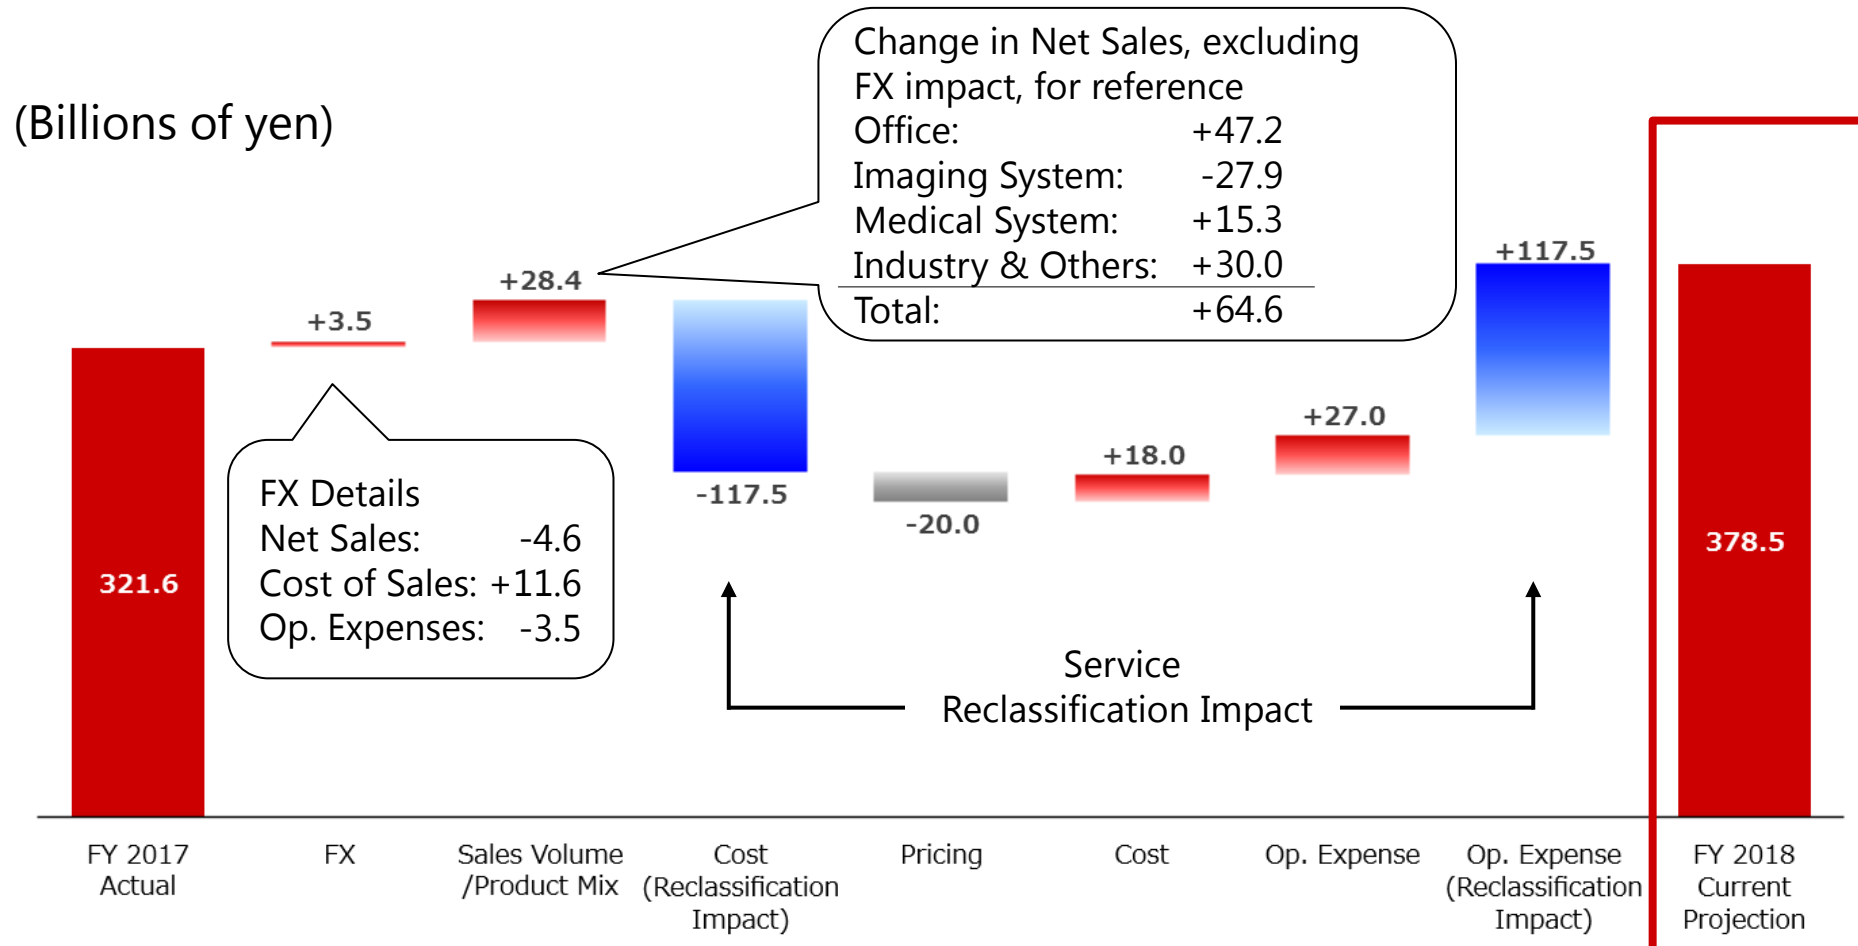 (Billions of yen)
Change in Net Sales, excluding
FX impact, for reference
Office: +47.2
Imaging System: -27.9
Medical System: +15.3
Industry & Others: +30.0
Total: +64.6
+3.5
+28.4
-117.5
-20.0
+18.0
+27.0
+117.5
321.6
378.5
FX Details
Net Sales: -4.6
Cost of Sales: +11.6
Op. Expenses: -3.5
Service
Reclassification Impact
FY 2017
Actual
FX
Sales Volume
/Product Mix
Cost
(Reclassification
Impact)
Pricing
Cost
Op. Expense
Op. Expense
(Reclassification
Impact)
FY 2018
Current
Projection